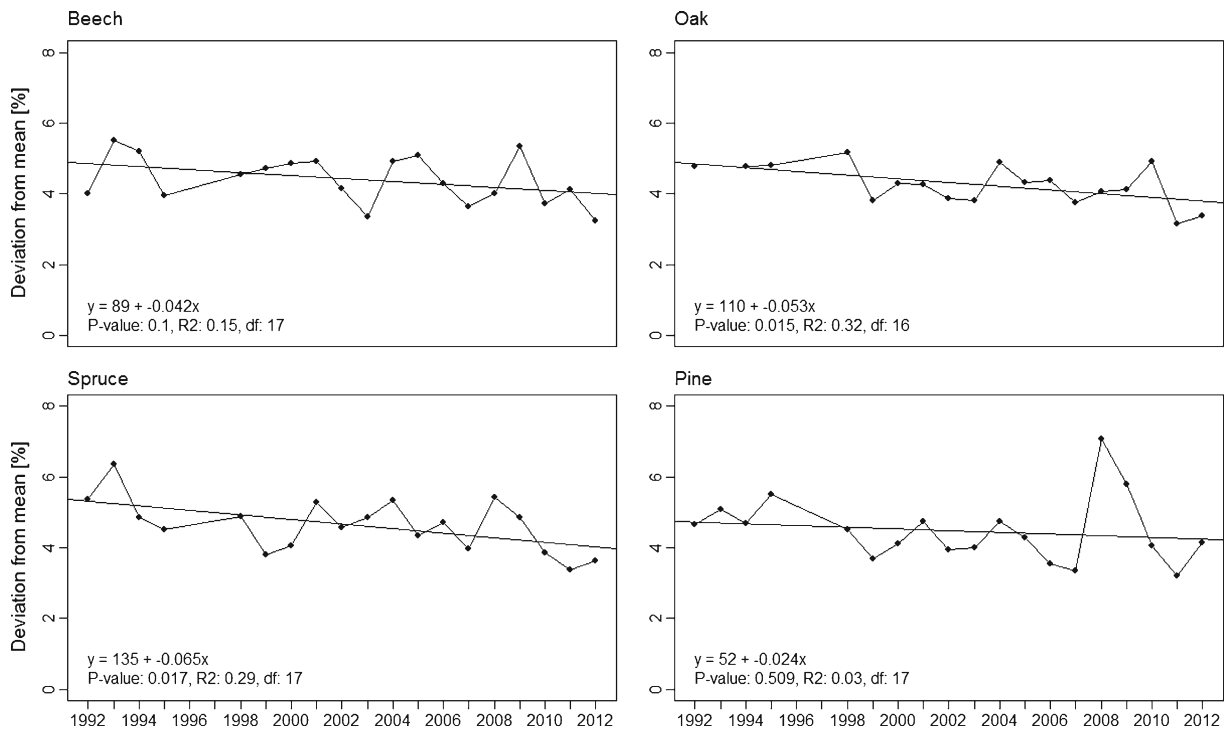 Beech
Deviation from mean [%]
8
6
4
2
0
y = 89 + -0.042x
P-value: 0.1, R2: 0.15, df: 17
Oak
8
6
4
2
0
y = 110 + -0.053x
P-value: 0.015, R2: 0.32, df: 16
Spruce
Deviation from mean [%]
8
6
4
2
0
y = 135 + -0.065x
P-value: 0.017, R2: 0.29, df: 17
1992 1994 1996 1998 2000 2002 2004 2006 2008 2010 2012
Pine
8
6
4
2
0
y = 52 + -0.024x
P-value: 0.509, R2: 0.03, df: 17
1992 1994 1996 1998 2000 2002 2004 2006 2008 2010 2012